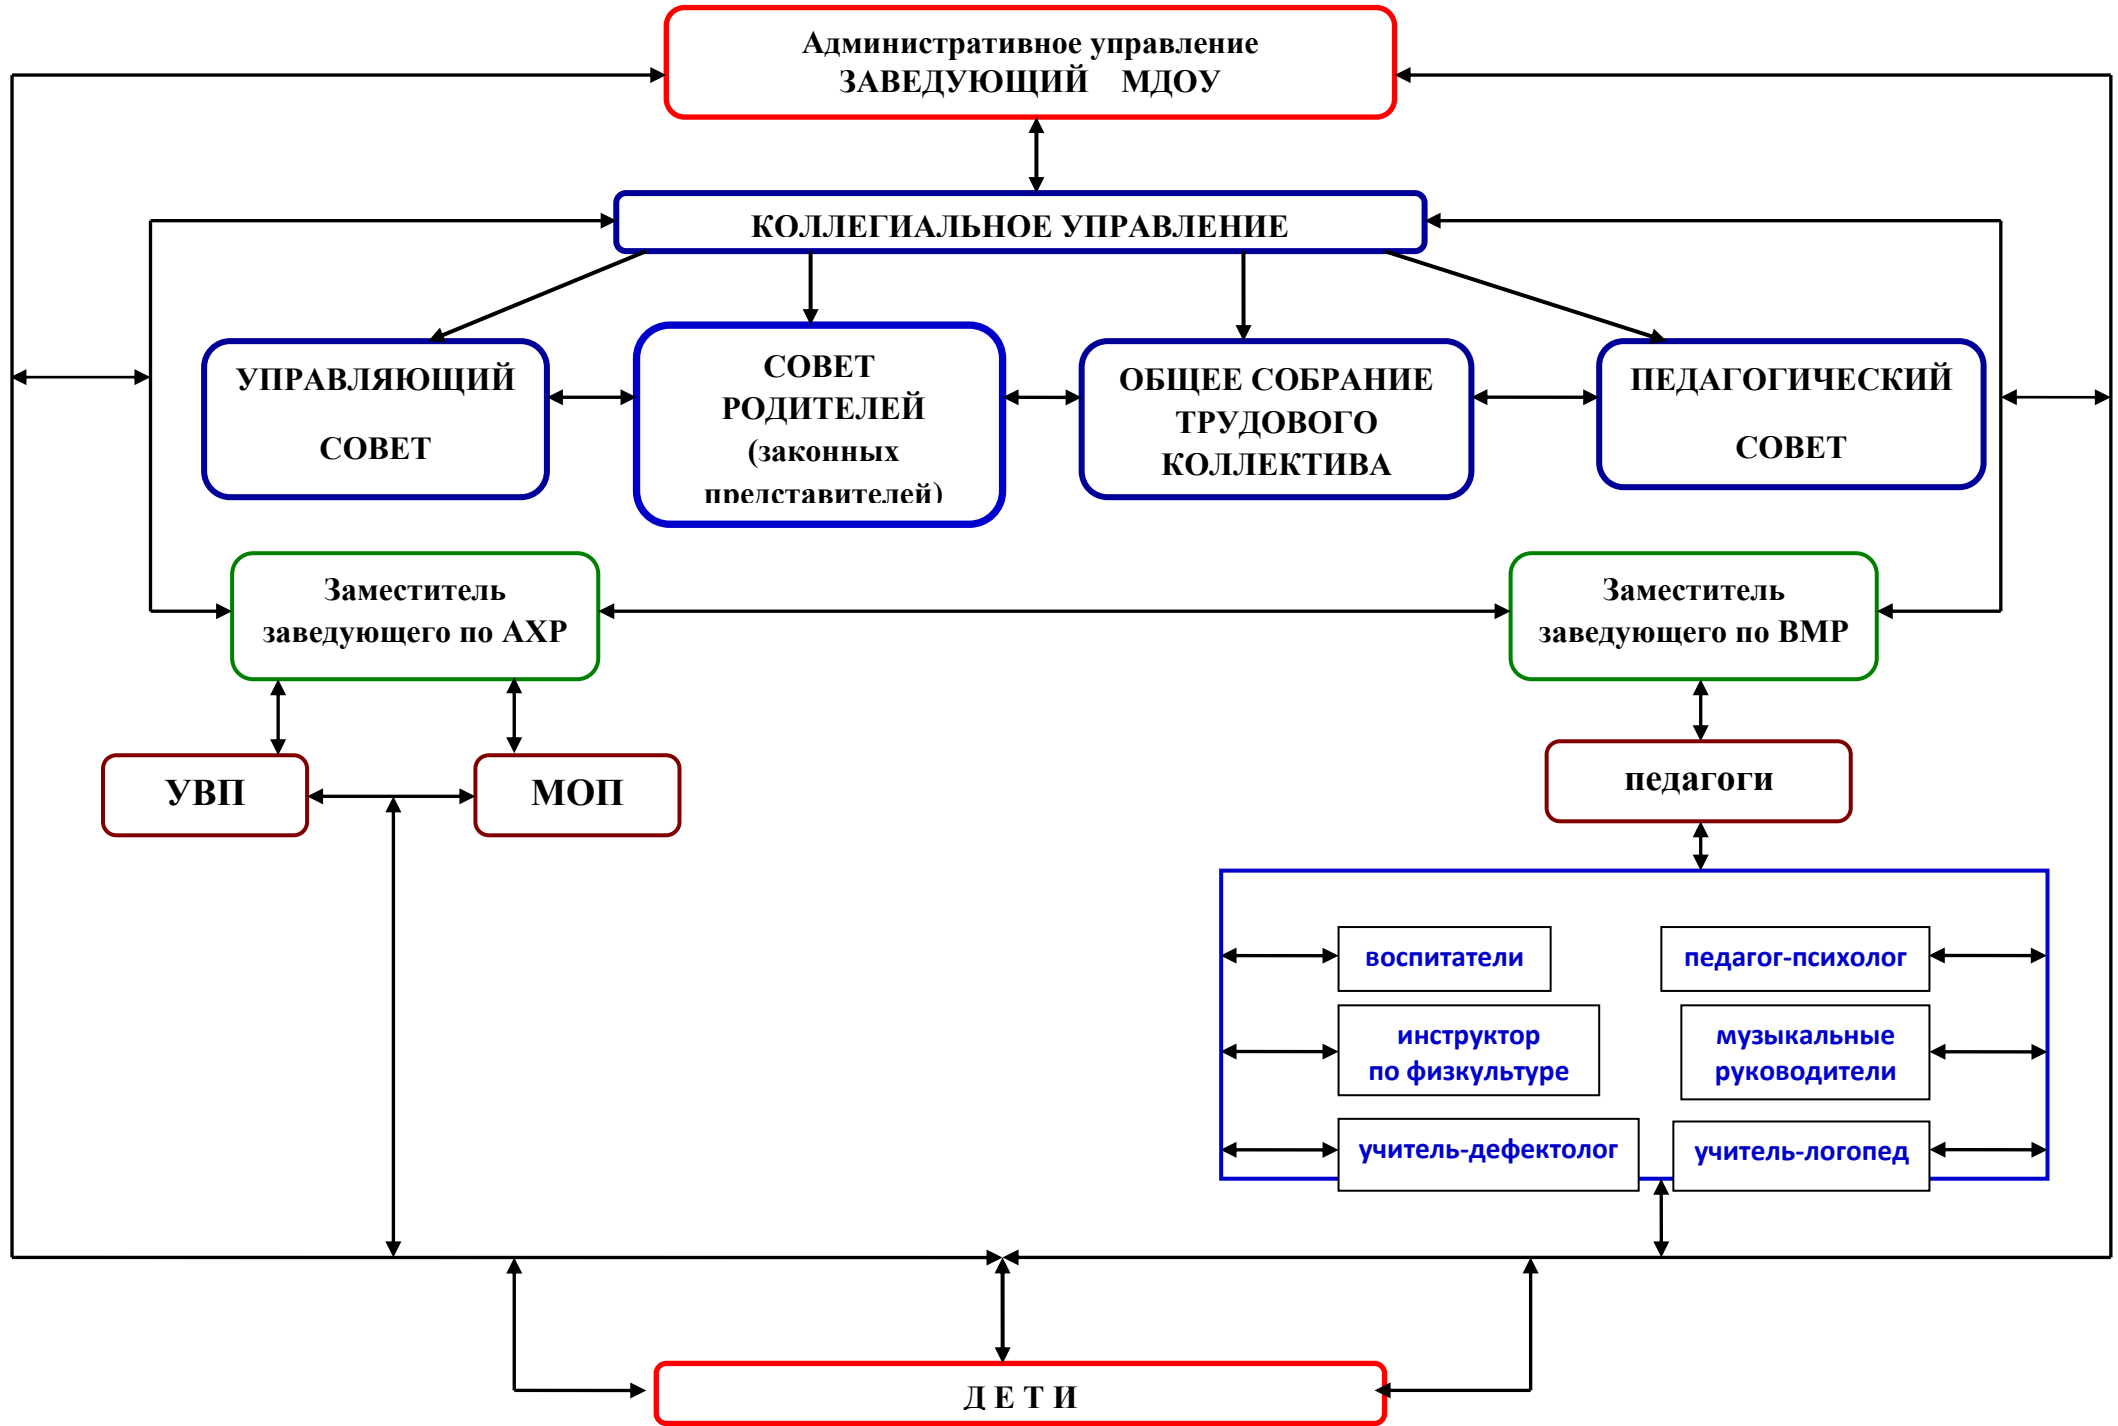 Административное управление
ЗАВЕДУЮЩИЙ МДОУ
КОЛЛЕГИАЛЬНОЕ УПРАВЛЕНИЕ
УПРАВЛЯЮЩИЙ
СОВЕТ
СОВЕТ
РОДИТЕЛЕЙ
(законных
представителей)
ОБЩЕЕ СОБРАНИЕ
ТРУДОВОГО
КОЛЛЕКТИВА
ПЕДАГОГИЧЕСКИЙ
СОВЕТ
Заместитель
заведующего по АХР
Заместитель
заведующего по ВМР
УВП
МОП
педагоги
воспитатели
педагог-психолог
инструктор
по физкультуре
музыкальные
руководители
учитель-дефектолог
учитель-логопед
Д Е Т И